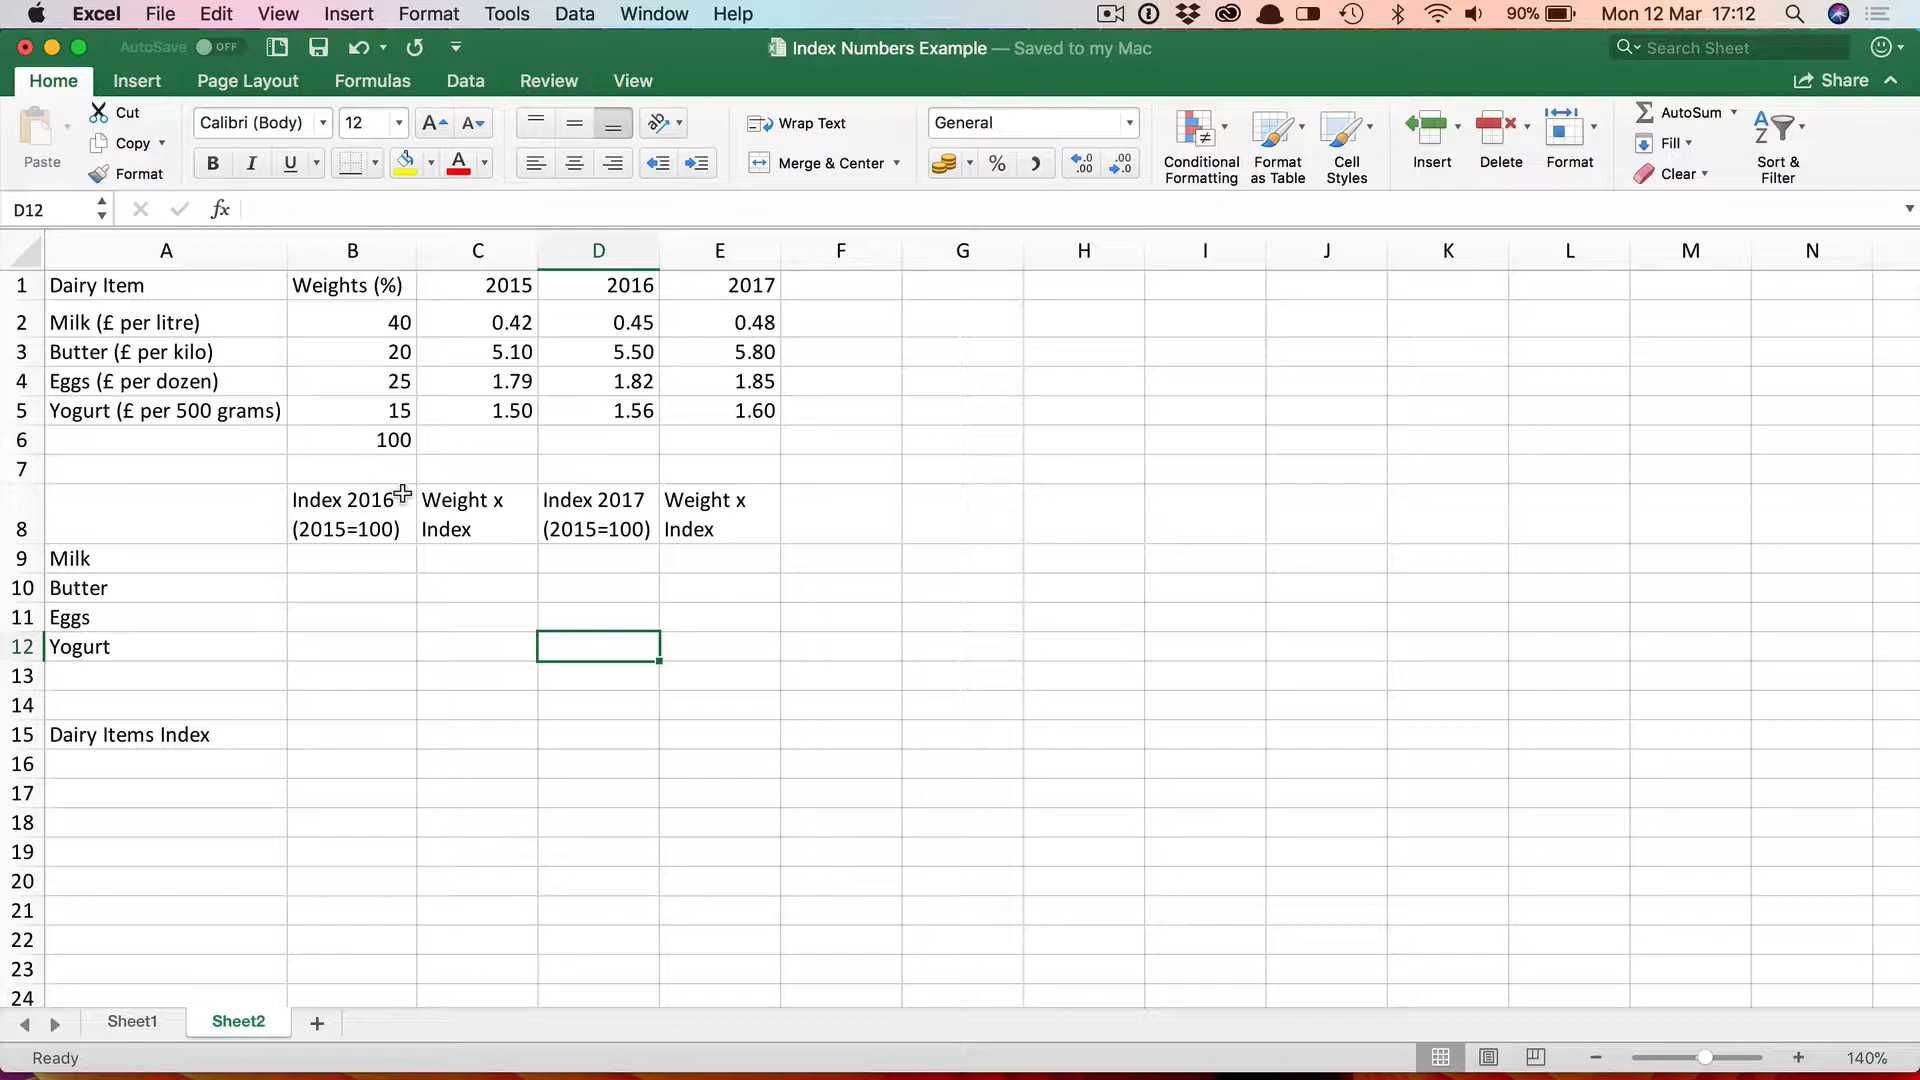 Excel File Edit View Insert Format Tools Data Window Help 90% Mon 12 Mar 17:12
AutoSave OFF Index Numbers Example — Saved to my Mac Search Sheet
Home Insert Page Layout Formulas Data Review View Share
Paste Cut Copy Format
Calibri (Body) 12 A A
B I U A
Wrap Text
Merge & Center
General
% .0 .00 .00 .0
Conditional Formatting
Format as Table
Cell Styles
Insert Delete Format
AutoSum
Fill
Clear
A Z
Sort & Filter
D12 fx
A B C D E F G H I J K L M N
1 Dairy Item Weights (%) 2015 2016 2017
2 Milk (£ per litre) 40 0.42 0.45 0.48
3 Butter (£ per kilo) 20 5.10 5.50 5.80
4 Eggs (£ per dozen) 25 1.79 1.82 1.85
5 Yogurt (£ per 500 grams) 15 1.50 1.56 1.60
6 100
7
Index 2016 Weight x Index 2017 Weight x
8 (2015=100) Index (2015=100) Index
9 Milk
10 Butter
11 Eggs
12 Yogurt
13
14
15 Dairy Items Index
16
17
18
19
20
21
22
23
24
Sheet1 Sheet2 +
Ready 140%